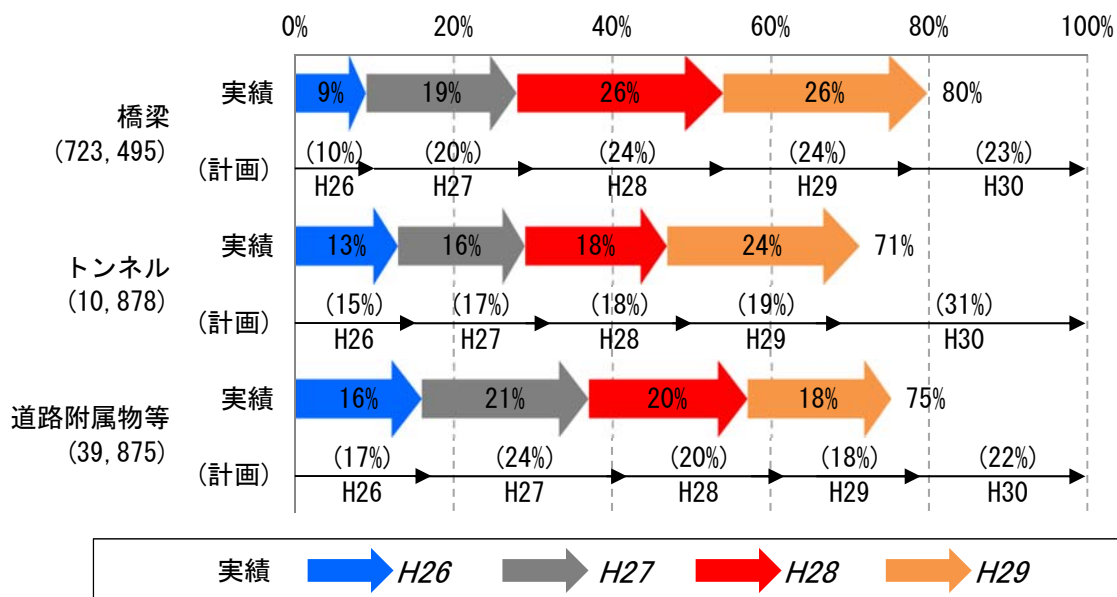 0% 20% 40% 60% 80% 100%
実績 9% 19% 26% 26% 80%
橋梁
(723,495)
(計画) (10%) (20%) (24%) (24%) (23%)
H26 H27 H28 H29 H30
実績 13% 16% 18% 24% 71%
トンネル
(10,878)
(計画) (15%) (17%) (18%) (19%) (31%)
H26 H27 H28 H29 H30
実績 16% 21% 20% 18% 75%
道路附属物等
(39,875)
(計画) (17%) (24%) (20%) (18%) (22%)
H26 H27 H28 H29 H30
実績 H26 H27 H28 H29